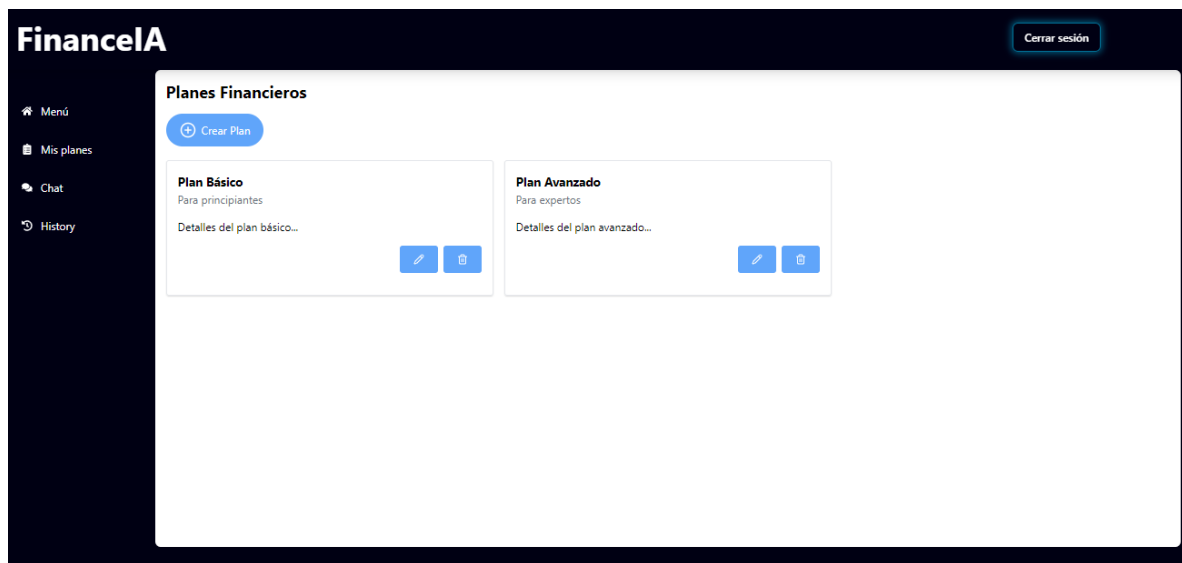 FinanceIA
Cerrar sesión
Menú
Mis planes
Chat
History
Planes Financieros
Crear Plan
Plan Básico
Para principiantes
Detalles del plan básico...
Plan Avanzado
Para expertos
Detalles del plan avanzado...